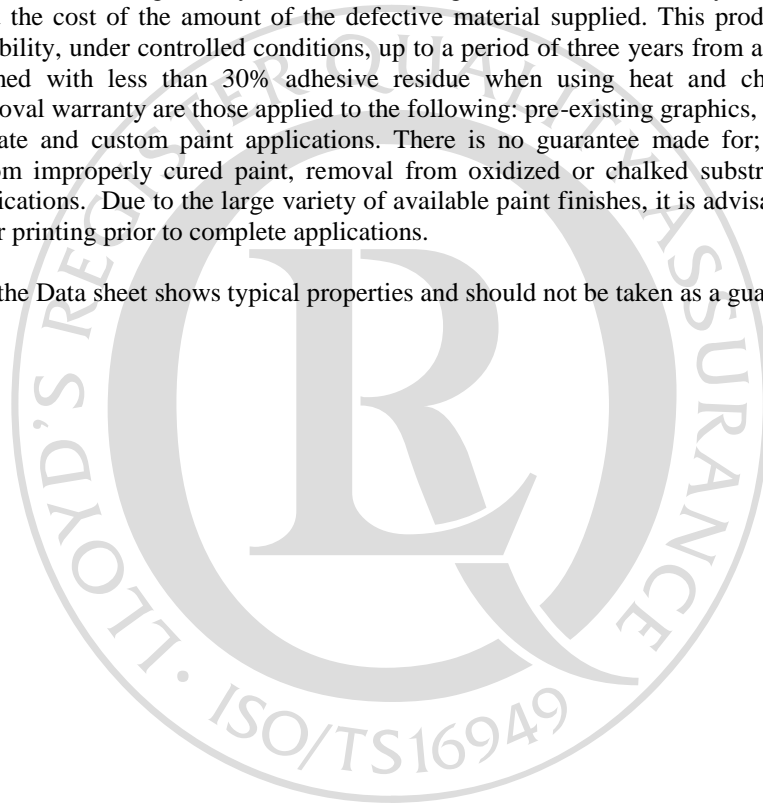 the cost of the amount of the defective material supplied. This prod
bility, under controlled conditions, up to a period of three years from a
ned with less than 30% adhesive residue when using heat and ch
oval warranty are those applied to the following: pre-existing graphics,
ate and custom paint applications. There is no guarantee made for;
om improperly cured paint, removal from oxidized or chalked substr
ications. Due to the large variety of available paint finishes, it is advisa
r printing prior to complete applications.
the Data sheet shows typical properties and should not be taken as a gua
LLOYD'S REGISTER QUALITY ASSURANCE
LR
· ISO/TS16949